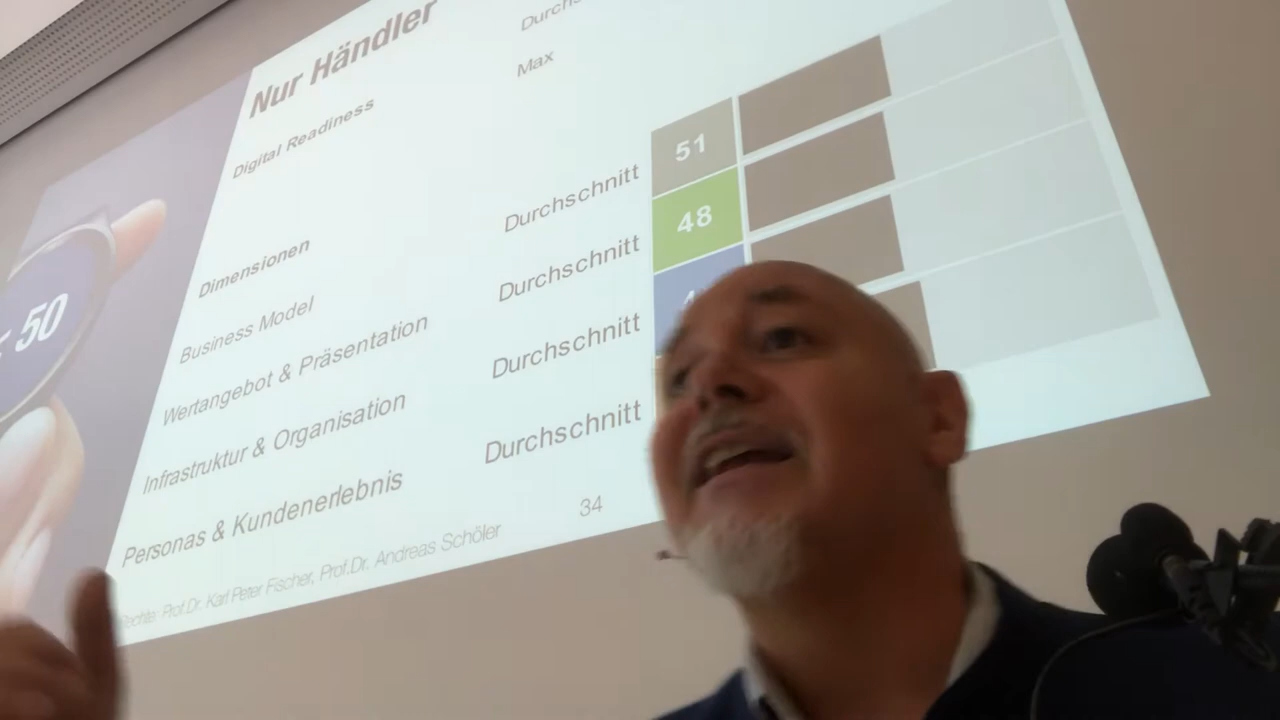 Nur Händler
Max
Digital Readiness
Dimensionen
51
Business Model Durchschnitt
48
Wertangebot & Präsentation Durchschnitt
Infrastruktur & Organisation Durchschnitt
Personas & Kundenerlebnis Durchschnitt
34
Prof.Dr. Karl Peter Fischer, Prof.Dr. Andreas Schöler
50